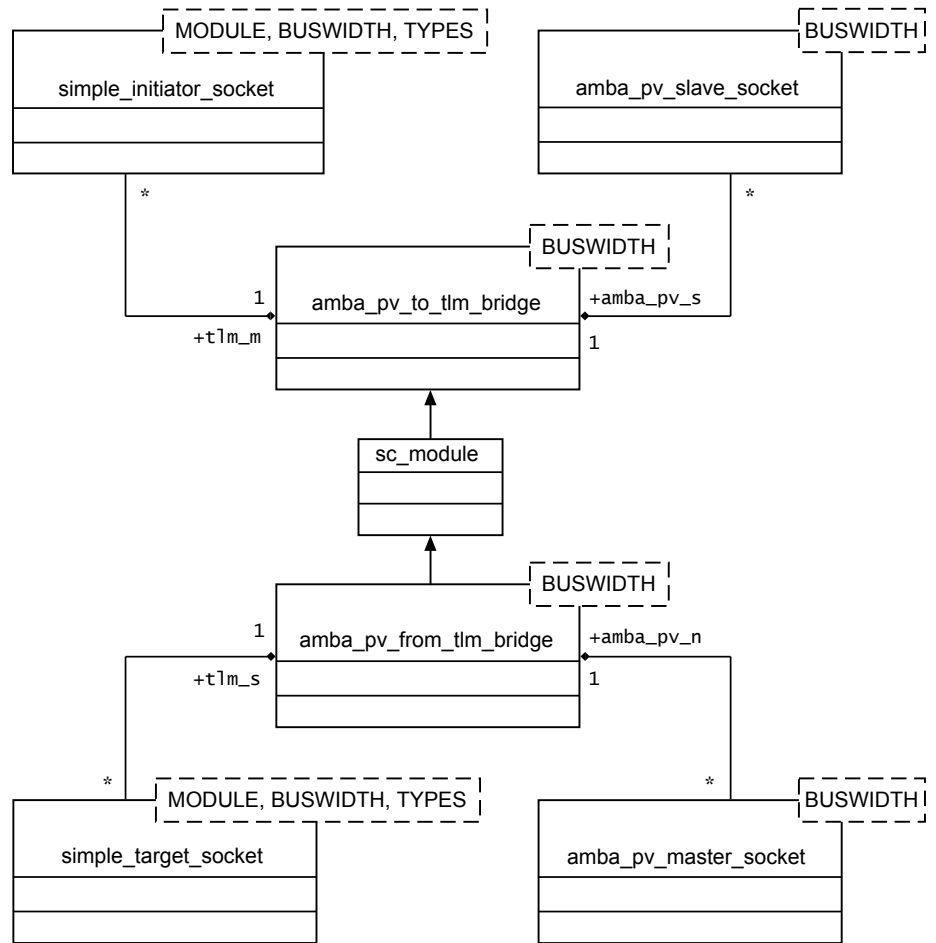 MODULE, BUSWIDTH, TYPES
BUSWIDTH
simple_initiator_socket
amba_pv_slave_socket
*
*
BUSWIDTH
1
amba_pv_to_tlm_bridge
+amba_pv_s
+tlm_m
1
sc_module
BUSWIDTH
1
amba_pv_from_tlm_bridge
+amba_pv_n
+tlm_s
1
*
*
MODULE, BUSWIDTH, TYPES
BUSWIDTH
simple_target_socket
amba_pv_master_socket